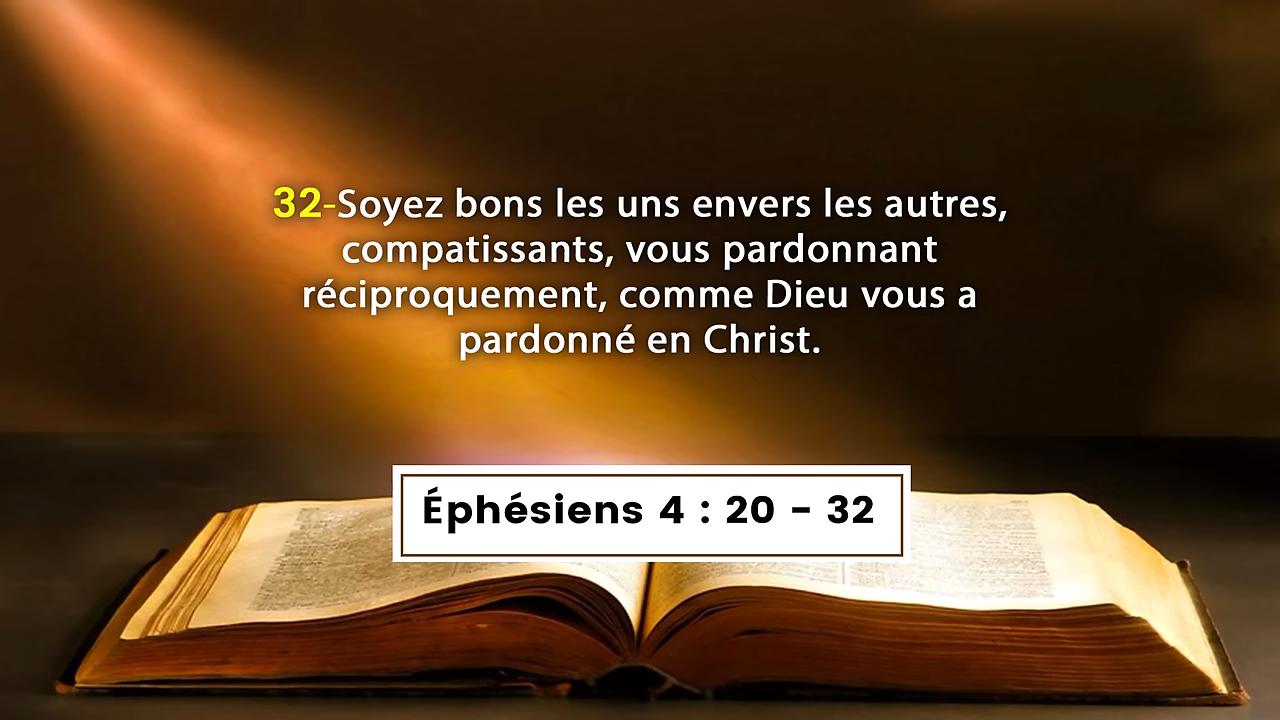 32-Soyez bons les uns envers les autres,
compatissants, vous pardonnant
réciproquement, comme Dieu vous a
pardonné en Christ.
Éphésiens 4 : 20 - 32